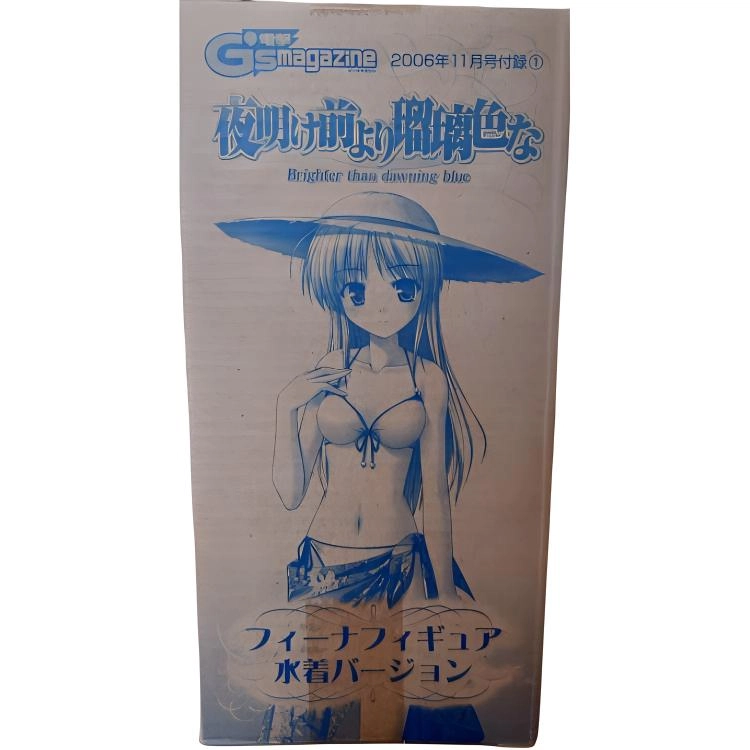 電撃
G'smagazine
2006年11月号付録①
夜明け前より瑠璃色な
Brighter than dawning blue
フィーナフィギュア
水着バージョン